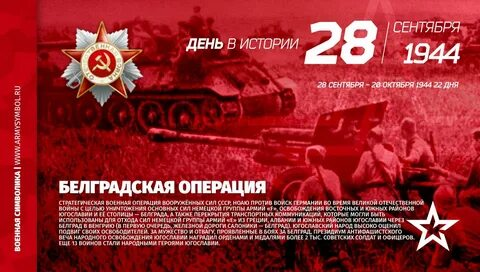 ДЕНЬ В ИСТОРИИ
28
СЕНТЯБРЯ
1944
28 СЕНТЯБРЯ - 20 ОКТЯБРЯ 1944 22 ДНЯ
ОТЕЧЕСТВЕННАЯ ВОЙНА
ВОЕННАЯ СИМВОЛИКА | WWW.ARMYSYMBOL.RU
БЕЛГРАДСКАЯ ОПЕРАЦИЯ
СТРАТЕГИЧЕСКАЯ ВОЕННАЯ ОПЕРАЦИЯ ВООРУЖЁННЫХ СИЛ СССР, НОАЮ ПРОТИВ ВОЙСК ГЕРМАНИИ ВО ВРЕМЯ ВЕЛИКОЙ ОТЕЧЕСТВЕННОЙ
ВОЙНЫ С ЦЕЛЬЮ УНИЧТОЖЕНИЯ ОСНОВНЫХ СИЛ НЕМЕЦКОЙ ГРУППЫ АРМИЙ «F», ОСВОБОЖДЕНИЯ ВОСТОЧНЫХ И ЮЖНЫХ РАЙОНОВ
ЮГОСЛАВИИ И ЕЁ СТОЛИЦЫ — БЕЛГРАДА, А ТАКЖЕ ПЕРЕКРЫТИЯ ТРАНСПОРТНЫХ КОММУНИКАЦИЙ, КОТОРЫЕ МОГЛИ БЫТЬ
ИСПОЛЬЗОВАНЫ ДЛЯ ОТХОДА СИЛ НЕМЕЦКОЙ ГРУППЫ АРМИЙ «E» ИЗ ГРЕЦИИ, АЛБАНИИ И ЮЖНЫХ РАЙОНОВ ЮГОСЛАВИИ ЧЕРЕЗ
БЕЛГРАД В ВЕНГРИЮ (В ПЕРВУЮ ОЧЕРЕДЬ, ЖЕЛЕЗНОЙ ДОРОГИ САЛОНИКИ — БЕЛГРАД). ЮГОСЛАВСКИЙ НАРОД ВЫСОКО ОЦЕНИЛ
ПОДВИГ СВОИХ ОСВОБОДИТЕЛЕЙ. ЗА МУЖЕСТВО И ОТВАГУ, ПРОЯВЛЕННЫЕ В БОЯХ ЗА БЕЛГРАД, ПРЕЗИДИУМ АНТИФАШИСТСКОГО
ВЕЧА НАРОДНОГО ОСВОБОЖДЕНИЯ ЮГОСЛАВИИ НАГРАДИЛ ОРДЕНАМИ И МЕДАЛЯМИ БОЛЕЕ 2 ТЫС. СОВЕТСКИХ СОЛДАТ И ОФИЦЕРОВ.
ЕЩЕ 13 ВОИНОВ СТАЛИ НАРОДНЫМИ ГЕРОЯМИ ЮГОСЛАВИИ.